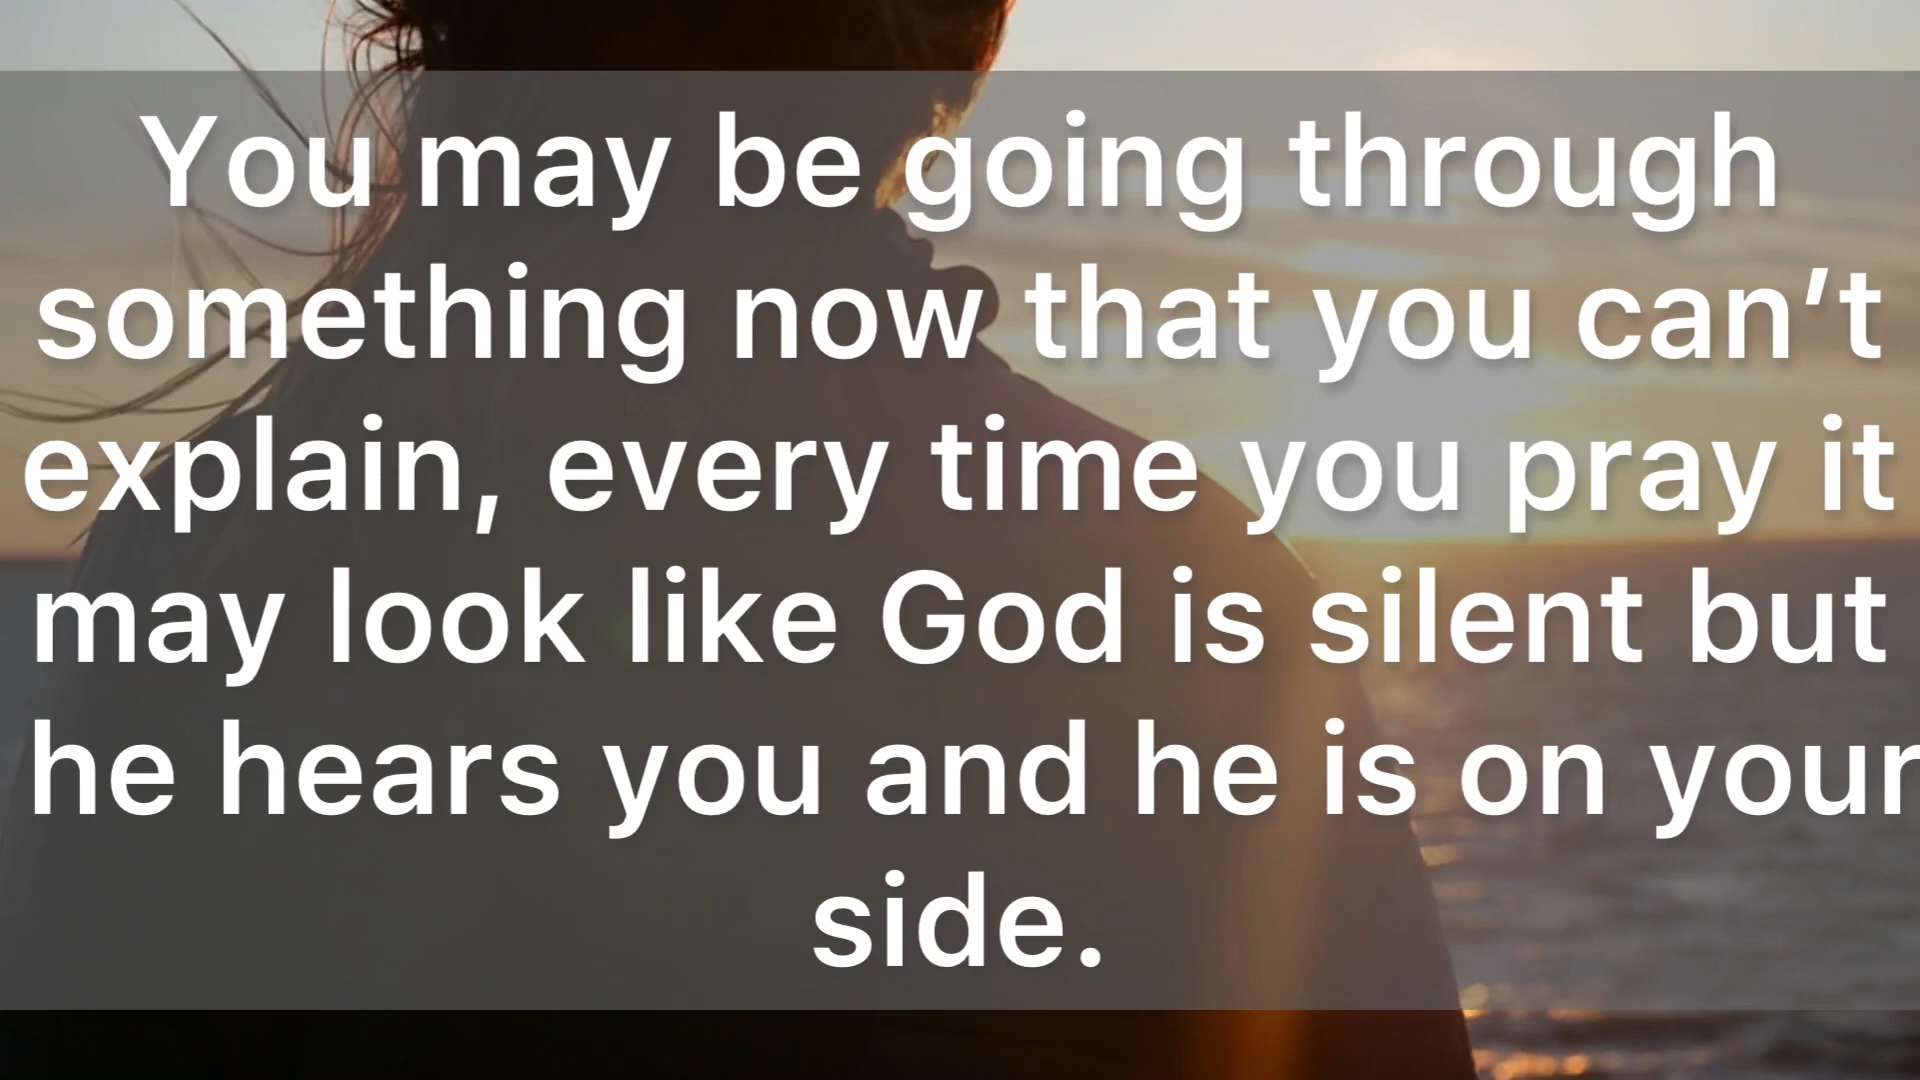 You may be going through
something now that you can’t
explain, every time you pray it
may look like God is silent but
he hears you and he is on your
side.